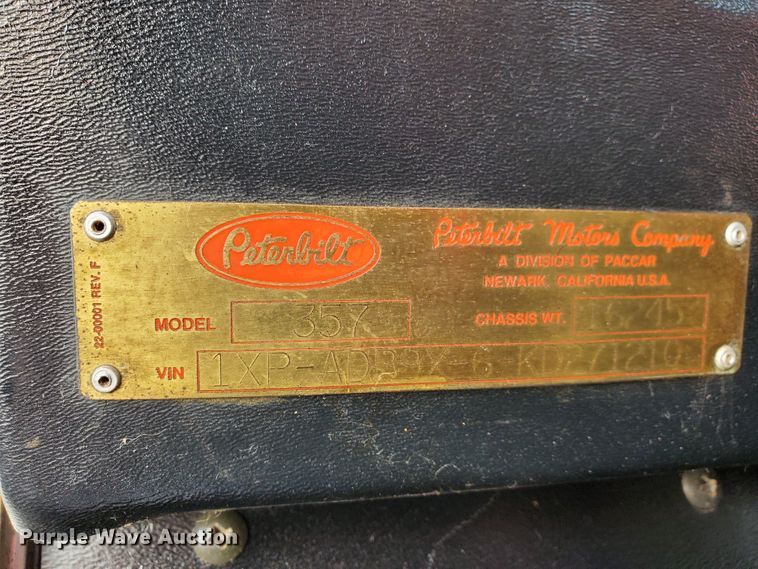 22-00001 REV. F
Peterbilt
Peterbilt Motors Company
A DIVISION OF PACCAR
NEWARK, CALIFORNIA U.S.A.
MODEL 357
CHASSIS WT.
VIN
Purple Wave Auction